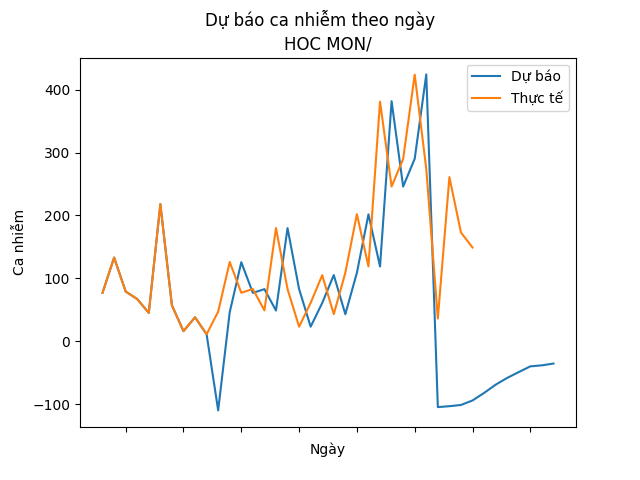 Dự báo ca nhiễm theo ngày
HOC MON/
Dự báo
Thực tế
400
300
200
100
0
−100
Ca nhiễm
Ngày